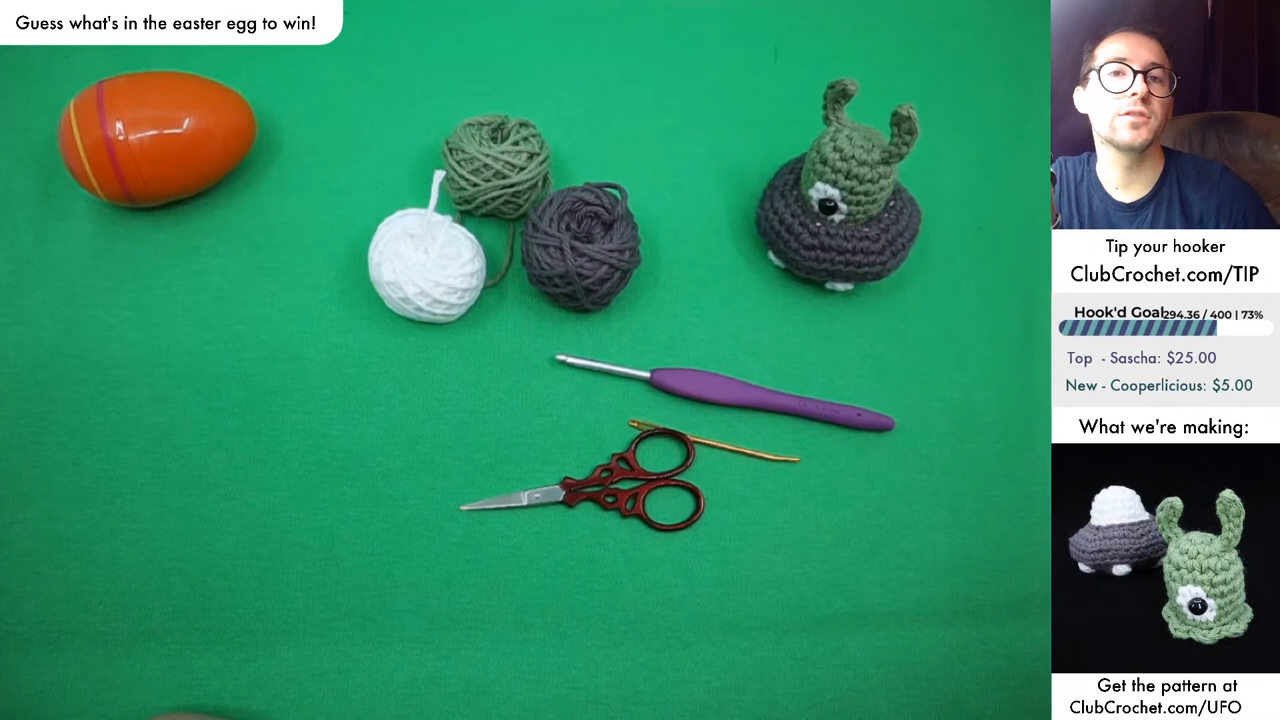 Guess what's in the easter egg to win!
Tip your hooker
ClubCrochet.com/TIP
Hook'd Goal 294.36 / 400 | 73%
Top - Sascha: $25.00
New - Cooperlicious: $5.00
What we're making:
Get the pattern at
ClubCrochet.com/UFO